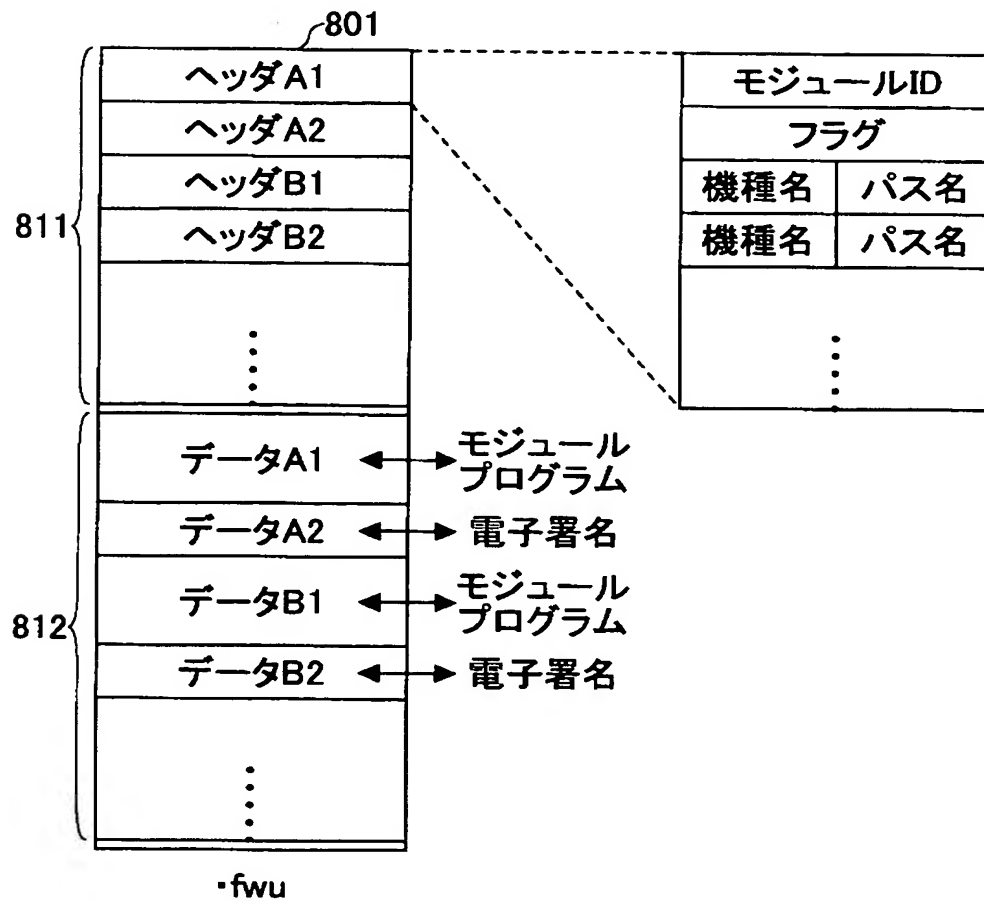 801
ヘッダA1
ヘッダA2
ヘッダB1
ヘッダB2
811
モジュールID
フラグ
機種名 パス名
機種名 パス名
データA1
モジュール
プログラム
データA2
電子署名
データB1
モジュール
プログラム
データB2
電子署名
812
・fwu